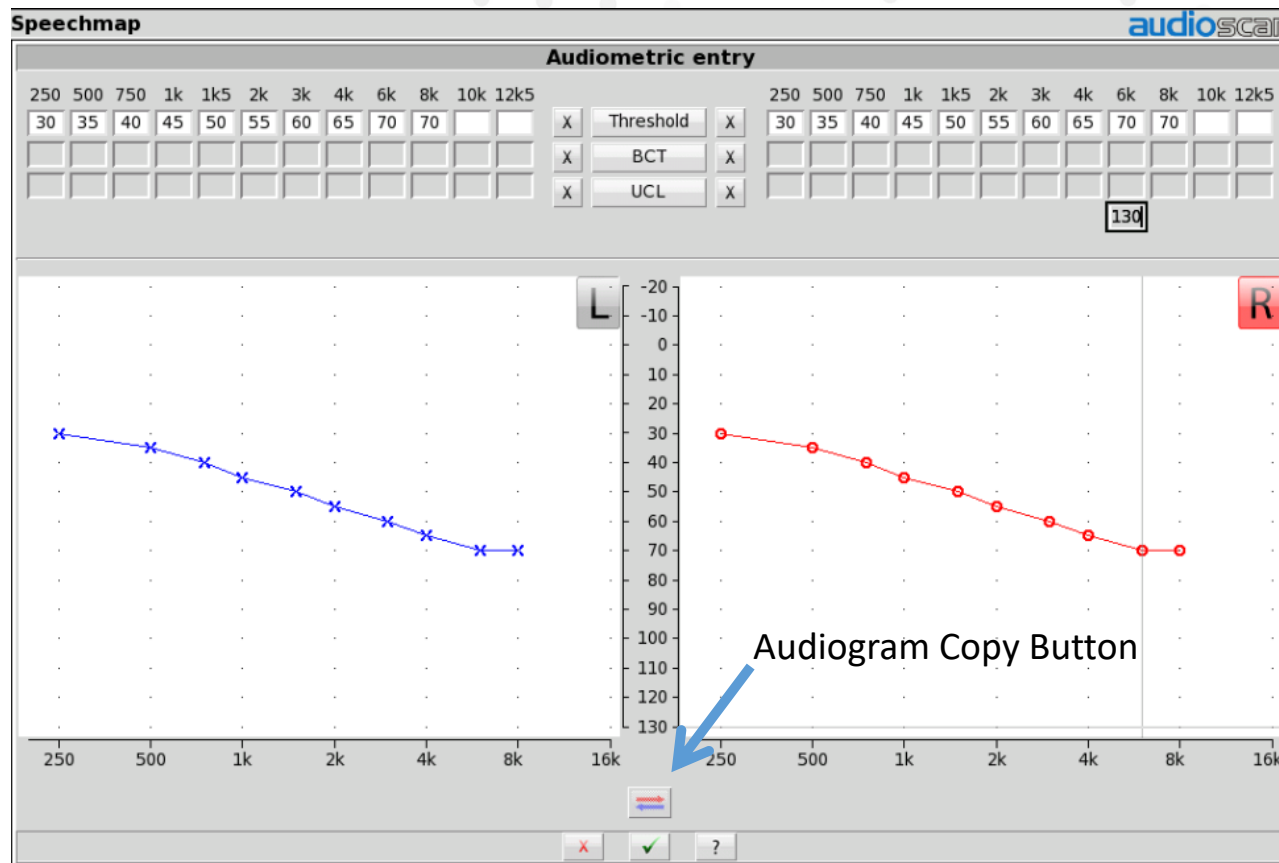 Speechmap audioscan
Audiometric entry
250 500 750 1k 1k5 2k 3k 4k 6k 8k 10k 12k5 250 500 750 1k 1k5 2k 3k 4k 6k 8k 10k 12k5
30 35 40 45 50 55 60 65 70 70 X Threshold X 30 35 40 45 50 55 60 65 70 70
X BCT X
X UCL X
130
L R
-20
-10
0
10
20
30
40
50
60
70
80
90
100
Audiogram Copy Button
110
120
130
250 500 1k 2k 4k 8k 16k 250 500 1k 2k 4k 8k 16k
X ?